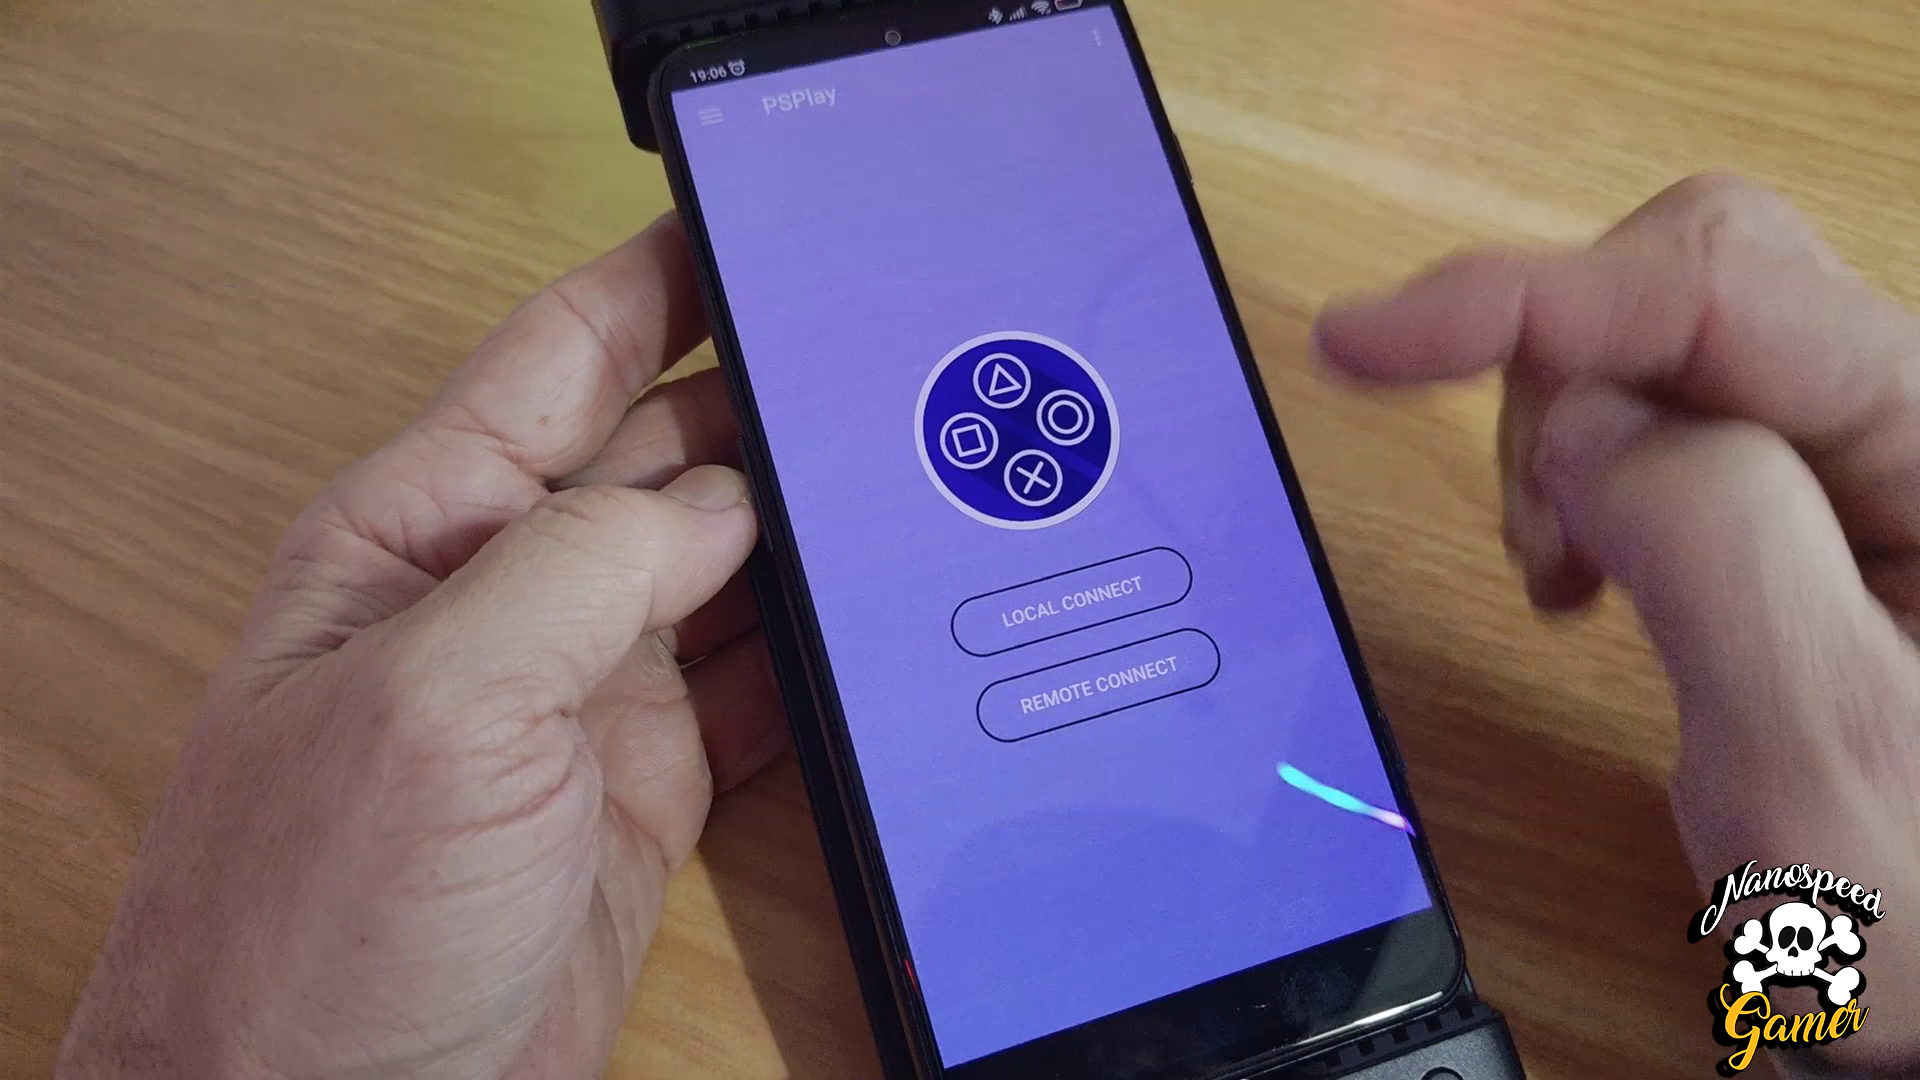 19:06
PSPlay
LOCAL CONNECT
REMOTE CONNECT
Nanospeed
Gamer